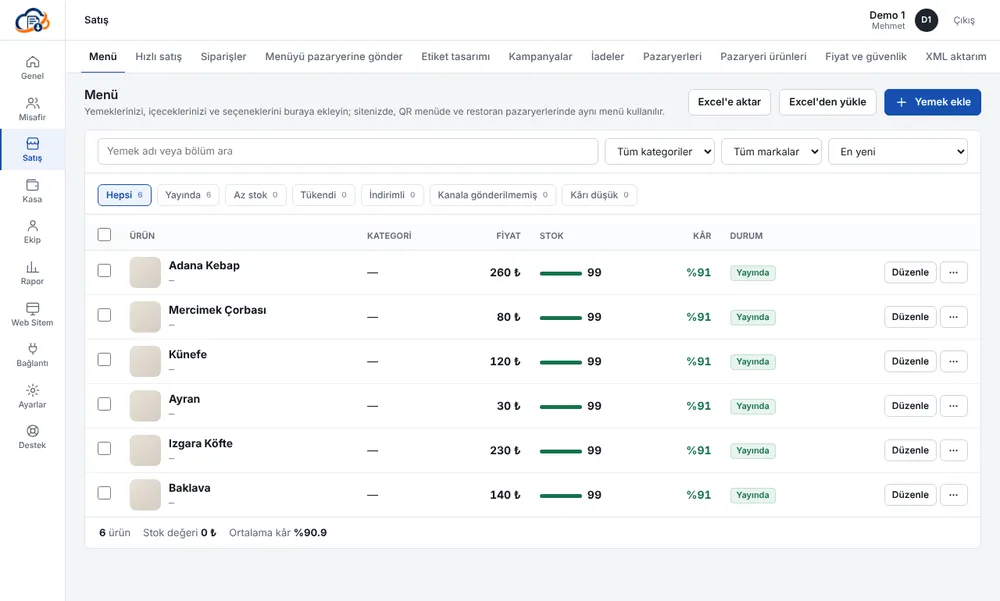 Satış
Demo 1
Mehmet
D1
Çıkış
Genel
Misafir
Satış
Kasa
Ekip
Rapor
Web Sitem
Bağlantı
Ayarlar
Destek
Menü Hızlı satış Siparişler Menüyü pazaryerine gönder Etiket tasarımı Kampanyalar İadeler Pazaryerleri Pazaryeri ürünleri Fiyat ve güvenlik XML aktarım
Menü
Yemeklerinizi, içeceklerinizi ve seçeneklerini buraya ekleyin; sitenizde, QR menüde ve restoran pazaryerlerinde aynı menü kullanılır.
Excel'e aktar Excel'den yükle + Yemek ekle
Yemek adı veya bölüm ara Tüm kategoriler Tüm markalar En yeni
Hepsi 6 Yayında 6 Az stok 0 Tükendi 0 İndirimli 0 Kanala gönderilmemiş 0 Kârı düşük 0
ÜRÜN KATEGORİ FİYAT STOK KÂR DURUM
Adana Kebap — 260 ₺ 99 %91 Yayında Düzenle ···
–
Mercimek Çorbası — 80 ₺ 99 %91 Yayında Düzenle ···
–
Künefe — 120 ₺ 99 %91 Yayında Düzenle ···
–
Ayran — 30 ₺ 99 %91 Yayında Düzenle ···
–
Izgara Köfte — 230 ₺ 99 %91 Yayında Düzenle ···
–
Baklava — 140 ₺ 99 %91 Yayında Düzenle ···
–
6 ürün Stok değeri 0 ₺ Ortalama kâr %90.9